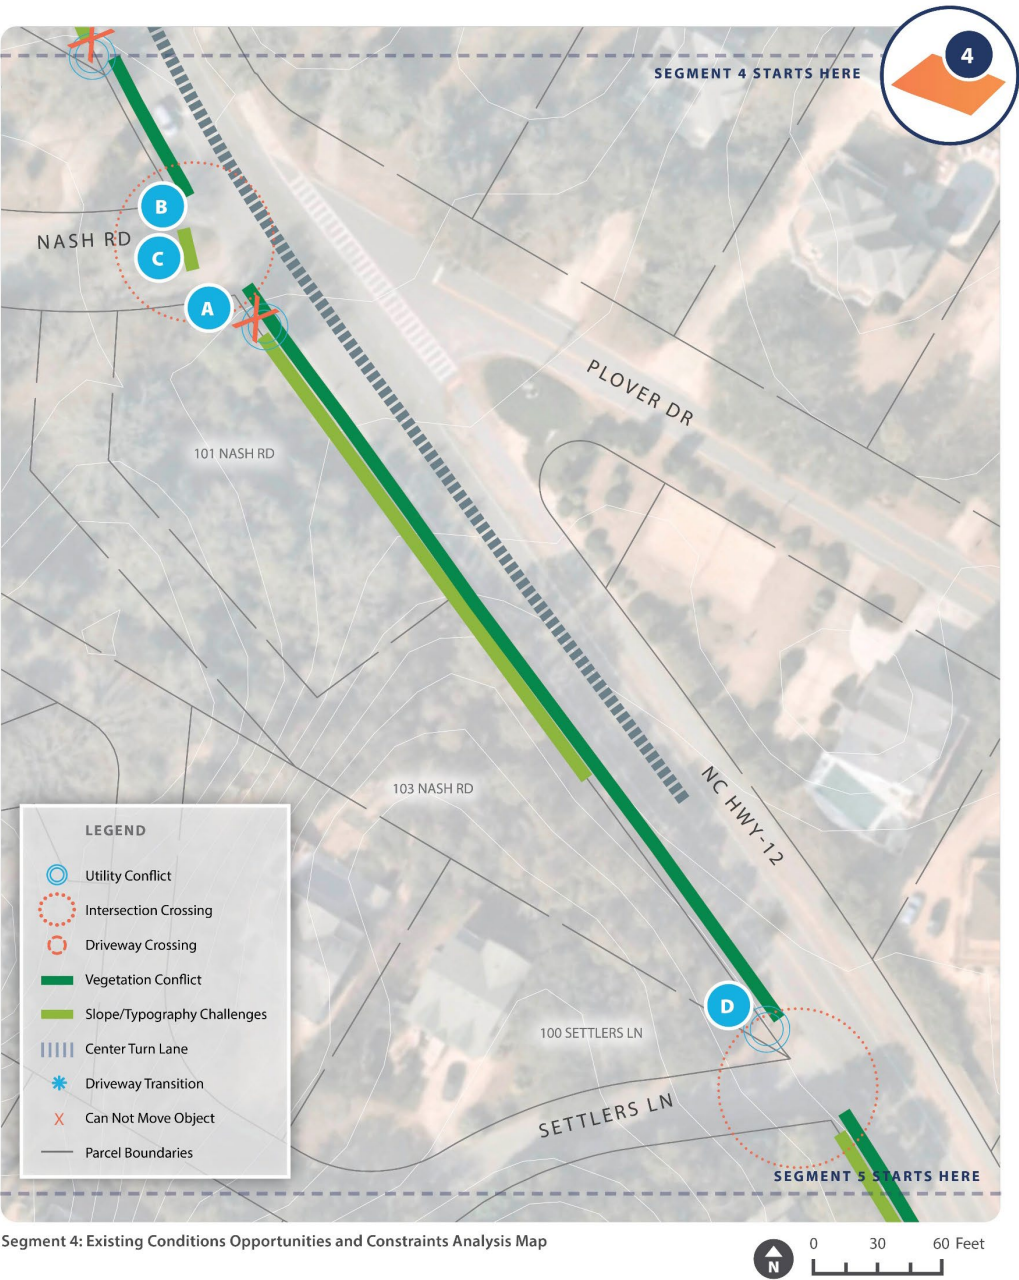 4
SEGMENT 4 STARTS HERE
B
NASH RD
C
A
PLOVER DR
101 NASH RD
NC HWY-12
103 NASH RD
LEGEND
Utility Conflict
Intersection Crossing
Driveway Crossing
Vegetation Conflict
Slope/Typography Challenges
Center Turn Lane
Driveway Transition
Can Not Move Object
Parcel Boundaries
D
100 SETTLERS LN
SETTLERS LN
SEGMENT 5 STARTS HERE
Segment 4: Existing Conditions Opportunities and Constraints Analysis Map
N
0 30 60 Feet